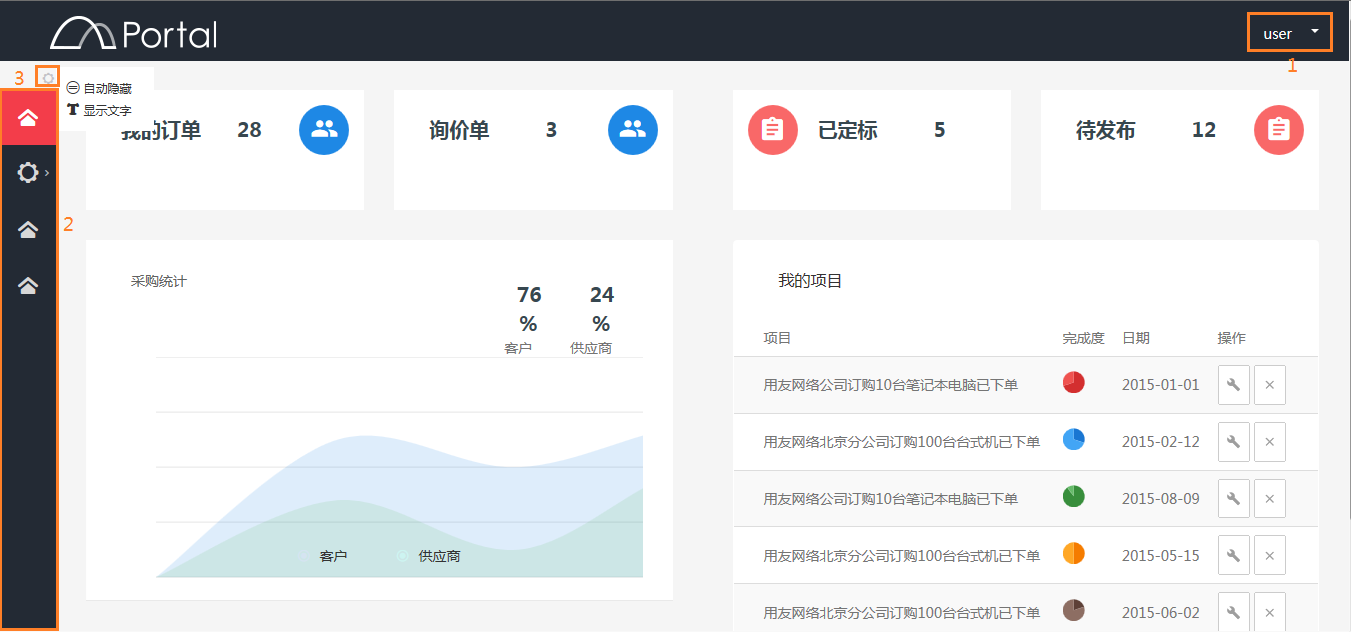 Portal
user
1
3
自动隐藏
显示文字
我的订单 28
询价单 3
已定标 5
待发布 12
2
采购统计
76 %
客户
24 %
供应商
客户
供应商
我的项目
项目 完成度 日期 操作
用友网络公司订购10台笔记本电脑已下单 2015-01-01
用友网络北京分公司订购100台台式机已下单 2015-02-12
用友网络公司订购10台笔记本电脑已下单 2015-08-09
用友网络北京分公司订购100台台式机已下单 2015-05-15
用友网络北京分公司订购100台台式机已下单 2015-06-02